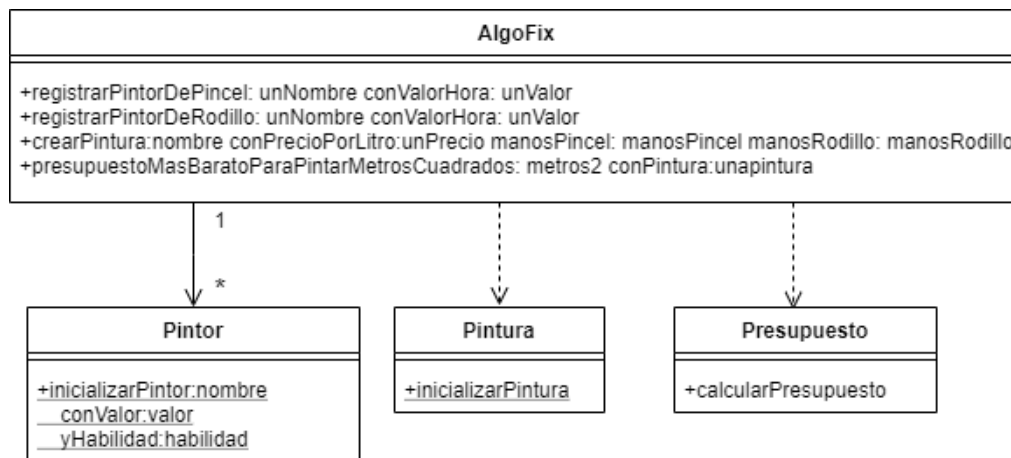 AlgoFix
+registrarPintorDePincel: unNombre conValorHora: unValor
+registrarPintorDeRodillo: unNombre conValorHora: unValor
+crearPintura:nombre conPrecioPorLitro:unPrecio manosPincel: manosPincel manosRodillo: manosRodillo
+presupuestoMasBaratoParaPintarMetrosCuadrados: metros2 conPintura:unapintura
1
*
Pintor
+inicializarPintor:nombre
conValor:valor
yHabilidad:habilidad
Pintura
+inicializarPintura
Presupuesto
+calcularPresupuesto